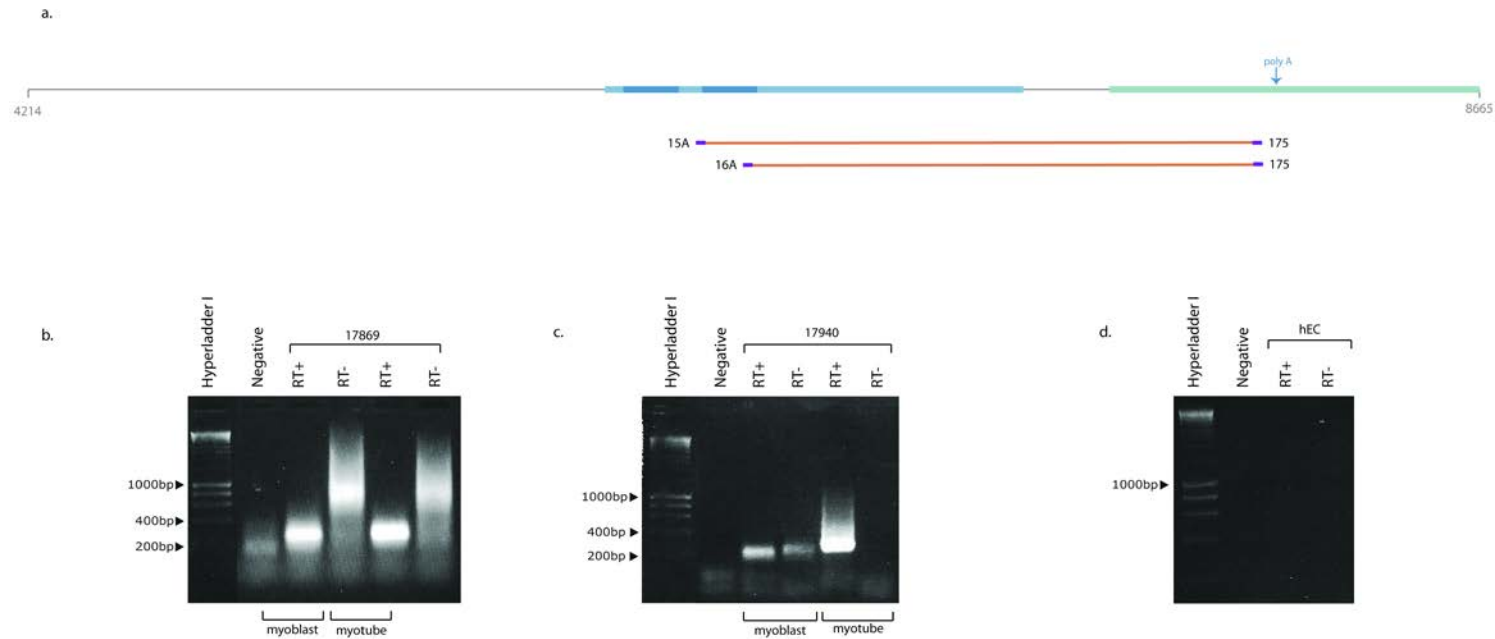 a.
poly A
4214
8665
15A
175
16A
175
b.
Hyperladder I
Negative
17869
RT+
RT-
RT+
RT-
1000bp
400bp
200bp
myoblast
myotube
c.
Hyperladder I
Negative
17940
RT+
RT-
RT+
RT-
1000bp
400bp
200bp
myoblast
myotube
d.
Hyperladder I
Negative
hEC
RT+
RT-
1000bp